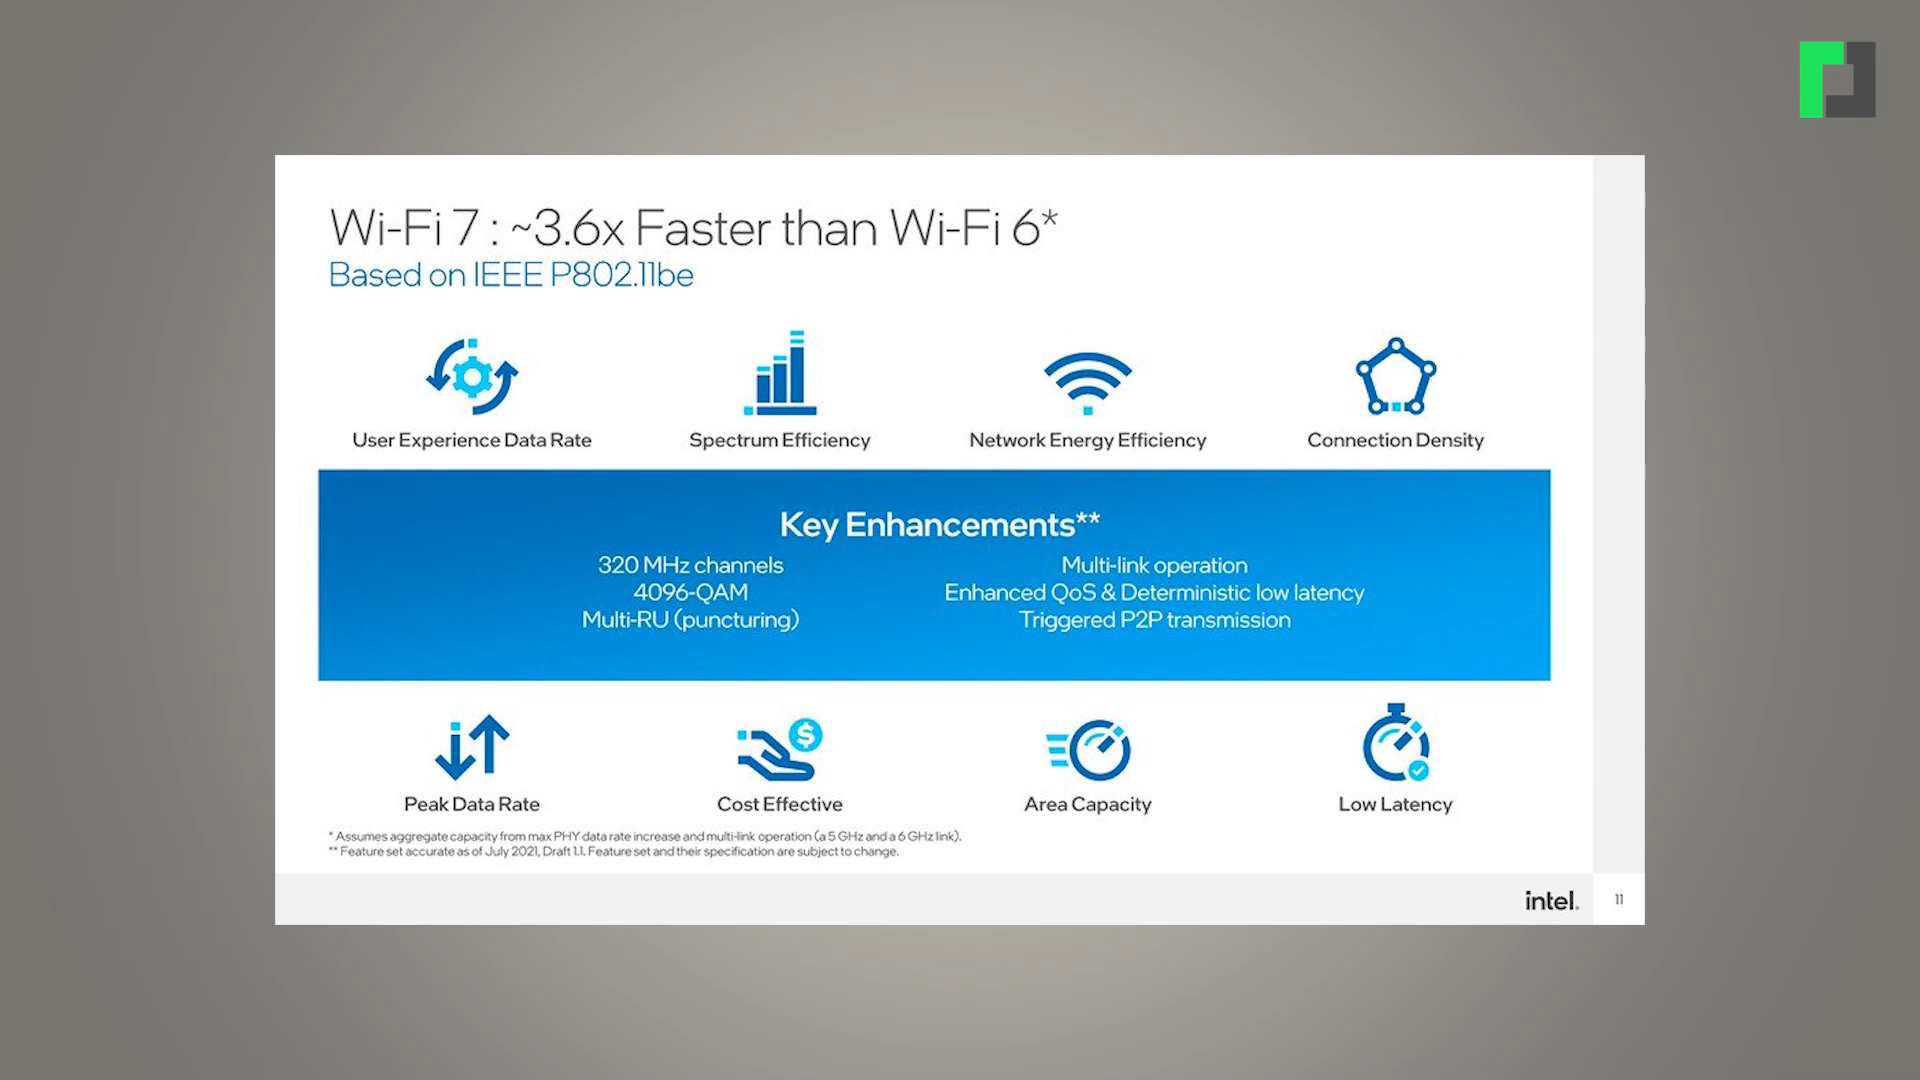 Wi-Fi 7 : ~3.6x Faster than Wi-Fi 6*
Based on IEEE P802.11be
User Experience Data Rate
Spectrum Efficiency
Network Energy Efficiency
Connection Density
Key Enhancements**
320 MHz channels
4096-QAM
Multi-RU (puncturing)
Multi-link operation
Enhanced QoS & Deterministic low latency
Triggered P2P transmission
$
Peak Data Rate
Cost Effective
Area Capacity
Low Latency
* Assumes aggregate capacity from max PHY data rate increase and multi-link operation (a 5 GHz and a 6 GHz link).
** Feature set accurate as of July 2021, Draft 1.1. Feature set and their specification are subject to change.
intel.
11